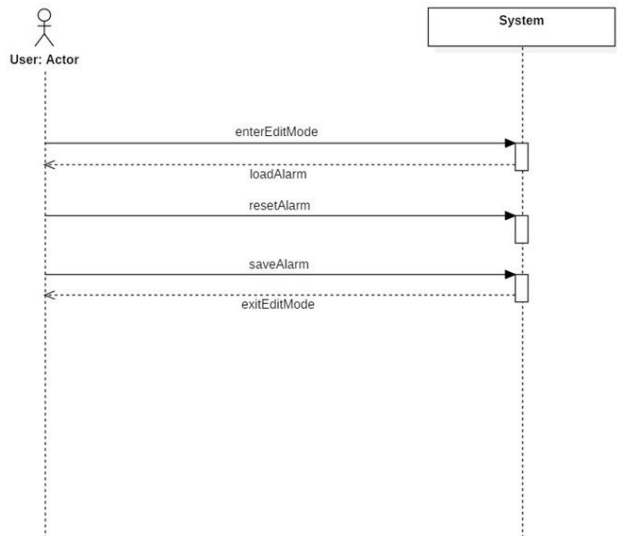 System
User: Actor
enterEditMode
loadAlarm
resetAlarm
saveAlarm
exitEditMode